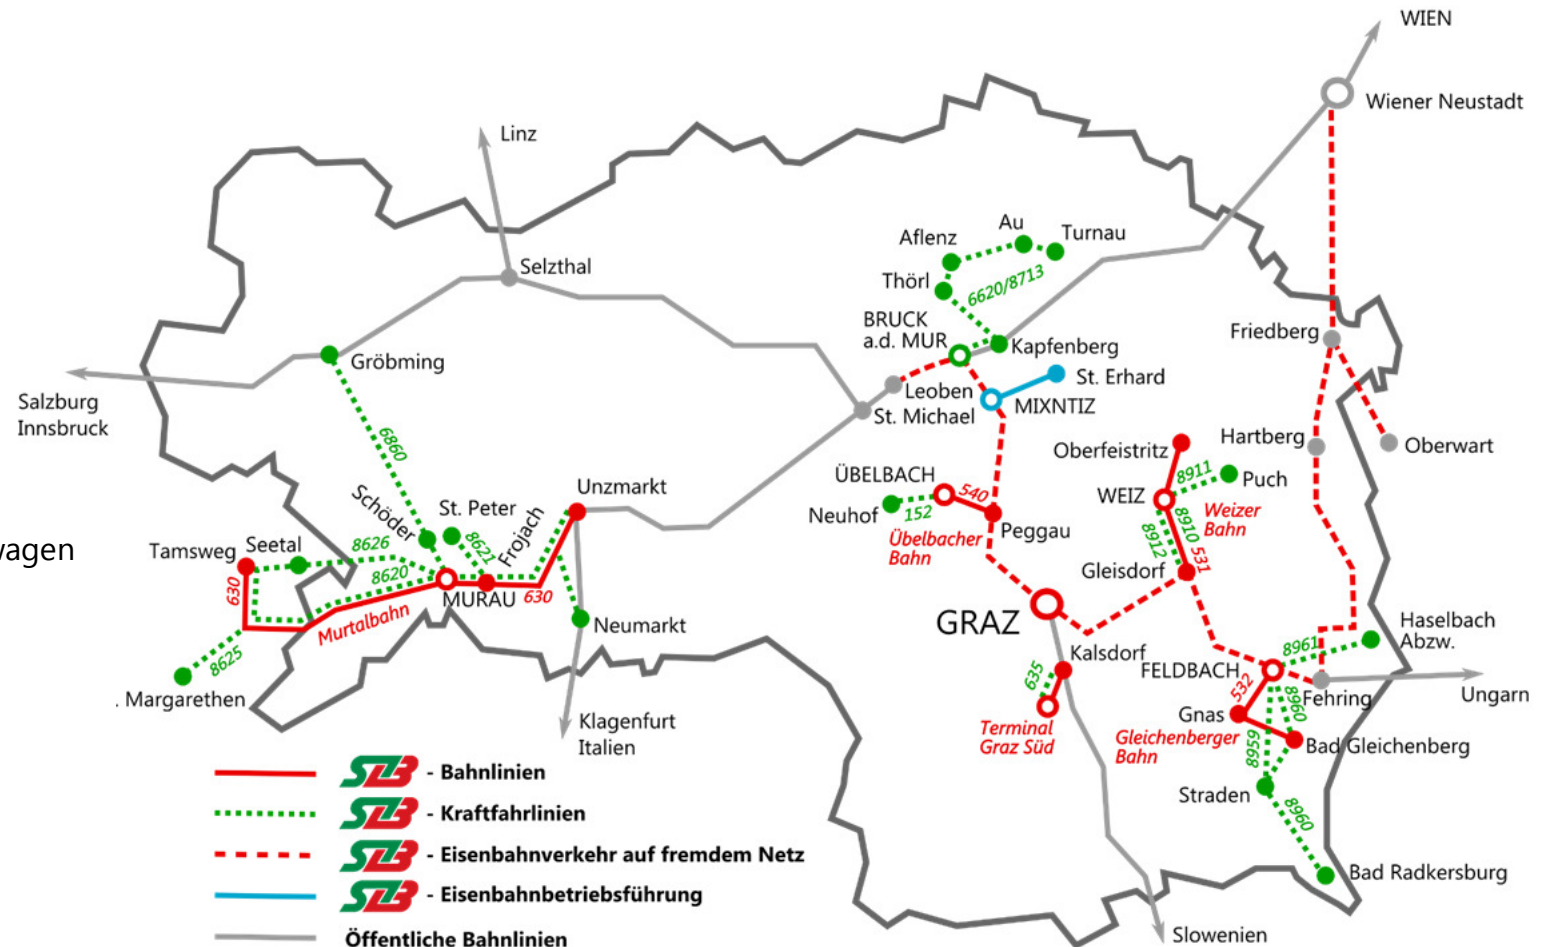 WIEN
Wiener Neustadt
Linz
Selzthal
Au
Turnau
Aflenz
Thörl
6620/8713
BRUCK
a.d. MUR
Kapfenberg
Friedberg
Gröbming
Salzburg
Innsbruck
Leoben
St. Michael
St. Erhard
MIXNTIZ
Oberfeistritz
Hartberg
Oberwart
6860
8911
Puch
ÜBELBACH
540
WEIZ
Weizer
Bahn
Unzmarkt
Schöder
St. Peter
Frojach
Neuhof
152
Peggau
Übelbacher
Bahn
8910
8912
531
Gleisdorf
wagen
Tamsweg
Seetal
8626
8621
8620
630
MURAU
630
Murtalbahn
Neumarkt
GRAZ
Haselbach
Abzw.
8961
8625
. Margarethen
Kalsdorf
635
FELDBACH
532
8960
Fehring
Ungarn
Terminal
Graz Süd
Gnas
Gleichenberger
Bahn
8959
Bad Gleichenberg
Klagenfurt
Italien
Straden
8960
Bad Radkersburg
Slowenien
STLB - Bahnlinien
STLB - Kraftfahrlinien
STLB - Eisenbahnverkehr auf fremdem Netz
STLB - Eisenbahnbetriebsführung
Öffentliche Bahnlinien